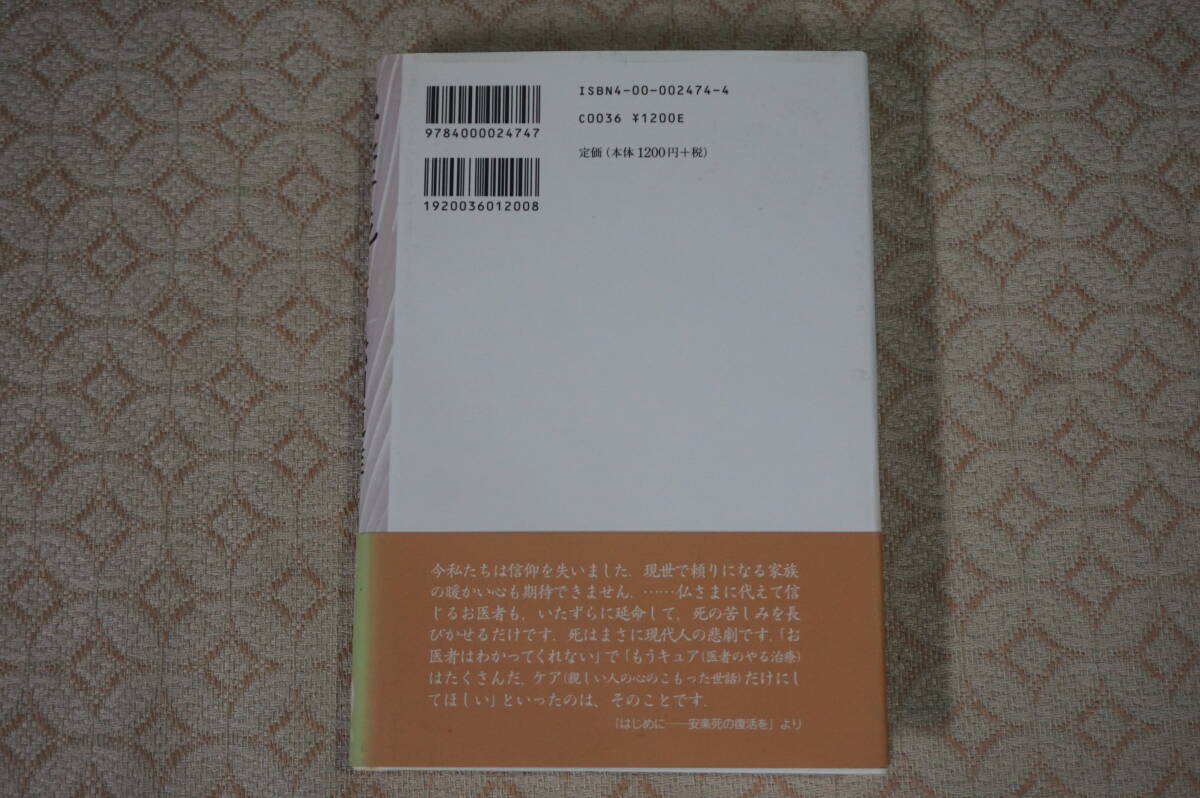 ISBN4-00-002474-4
C0036 ¥1200E
定価（本体1200円＋税）
9784000024747
1920036012008
今私たちは信仰を失いました．現世で頼りになる家族
の暖かい心も期待できません．……仏さまに代えて信
じるお医者も，いたずらに延命して，死の苦しみを長
びかせるだけです．死はまさに現代人の悲劇です．「お
医者はわかってくれない」で「もうキュア（医者のやる治療）
はたくさんだ，ケア（親しい人の心のこもった世話）だけにし
てほしい」といったのは，そのことです．
「はじめに――安楽死の復活を」より